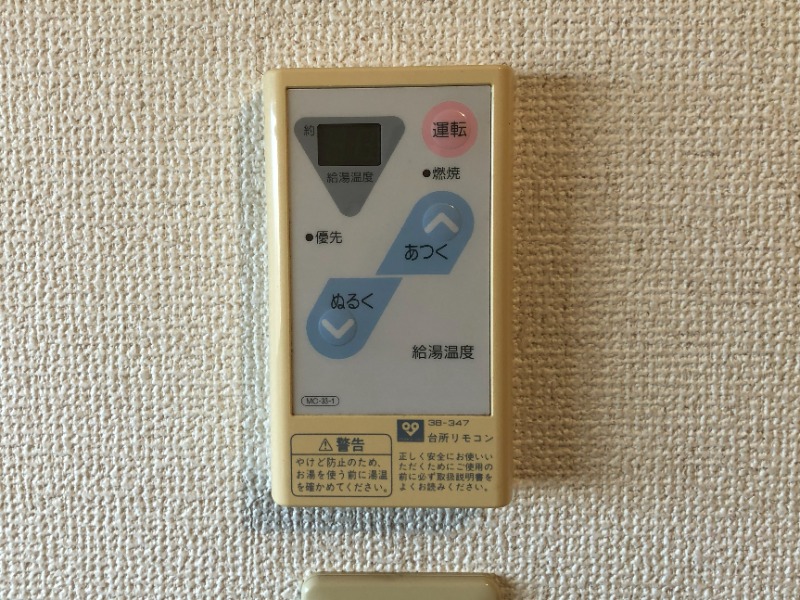 約
給湯温度
運転
●燃焼
●優先
あつく
ぬるく
給湯温度
38-347
台所リモコン
⚠警告
やけど防止のため、
お湯を使う前に湯温
を確かめてください。
正しく安全にお使いい
ただくためにご使用の
前に必ず取扱説明書を
よくお読みください。